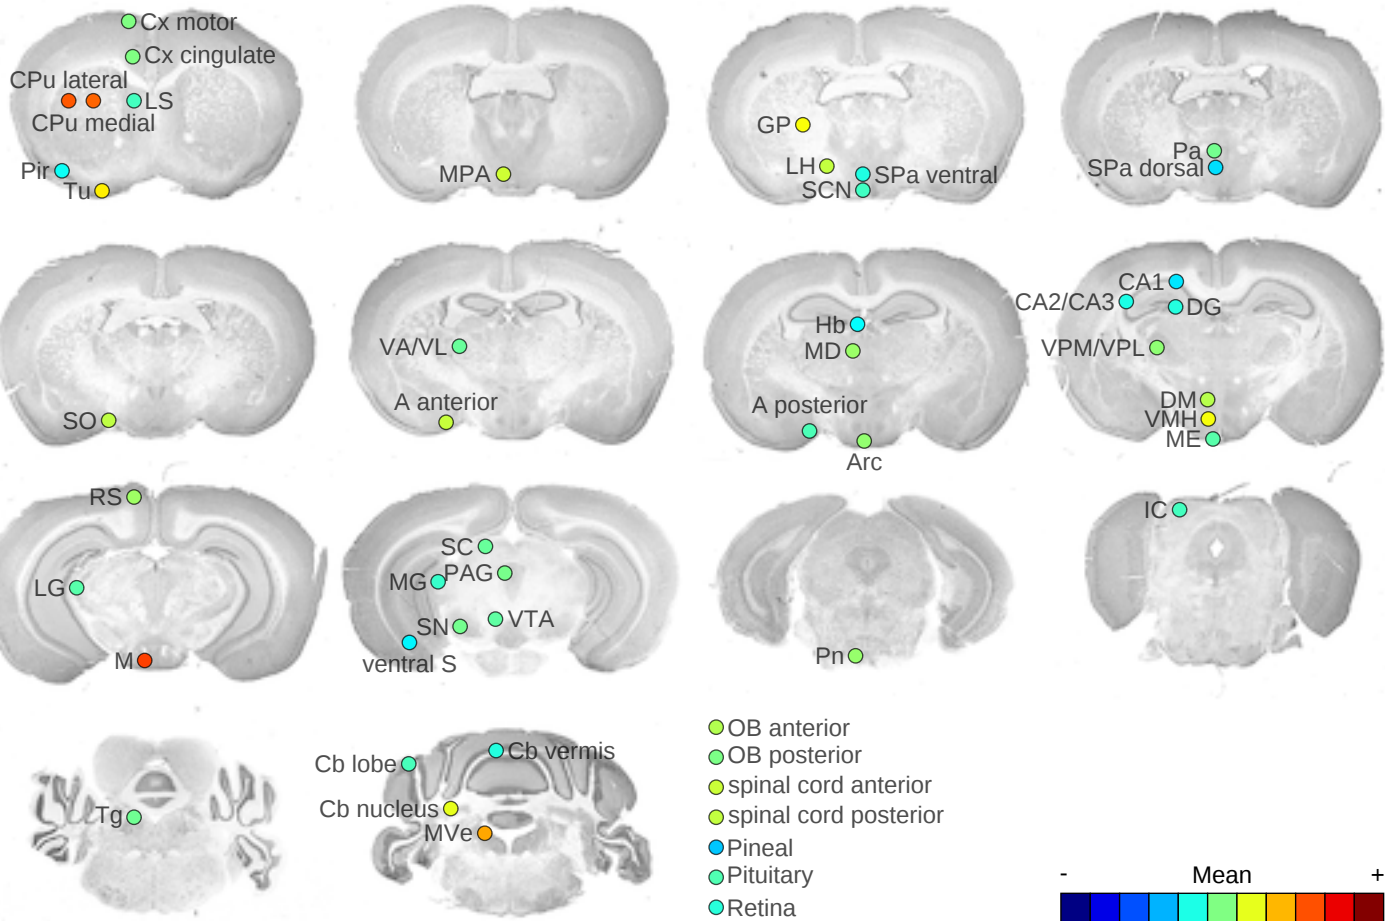 Cx motor
Cx cingulate
CPu lateral
LS
CPu medial
Pir
Tu
MPA
GP
LH
SPa ventral
SCN
Pa
SPa dorsal
SO
VA/VL
A anterior
Hb
MD
A posterior
Arc
CA1
CA2/CA3
DG
VPM/VPL
DM
VMH
ME
RS
LG
M
SC
MG
PAG
SN
VTA
ventral S
Pn
IC
Tg
Cb lobe
Cb vermis
Cb nucleus
MVe
OB anterior
OB posterior
spinal cord anterior
spinal cord posterior
Pineal
Pituitary
Retina
- Mean +